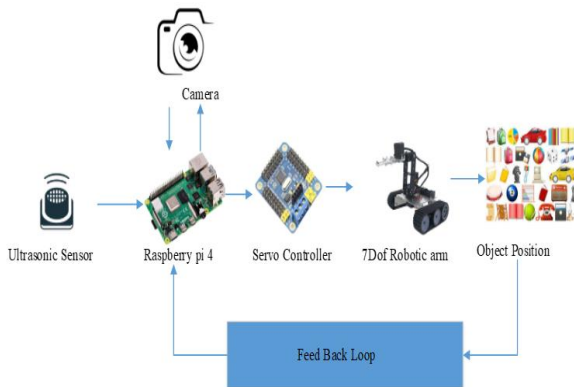 Camera
Ultrasonic Sensor
Raspberry pi 4
Servo Controller
7Dof Robotic arm
Object Position
Feed Back Loop